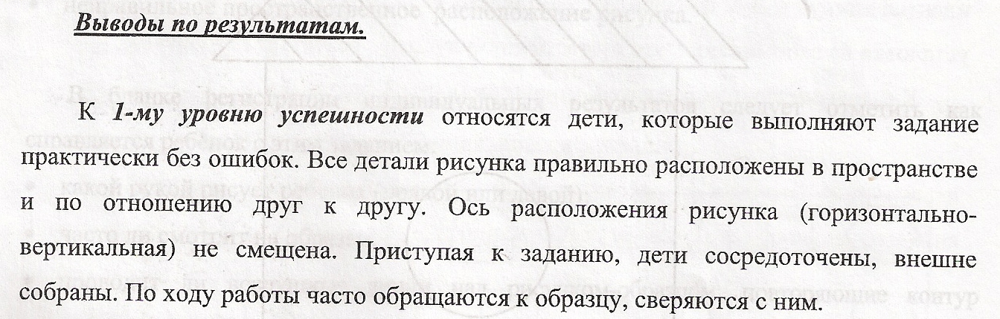 Выводы по результатам.
К 1-му уровню успешности относятся дети, которые выполняют задание
практически без ошибок. Все детали рисунка правильно расположены в пространстве
и по отношению друг к другу. Ось расположения рисунка (горизонтально-
вертикальная) не смещена. Приступая к заданию, дети сосредоточены, внешне
собраны. По ходу работы часто обращаются к образцу, сверяются с ним.